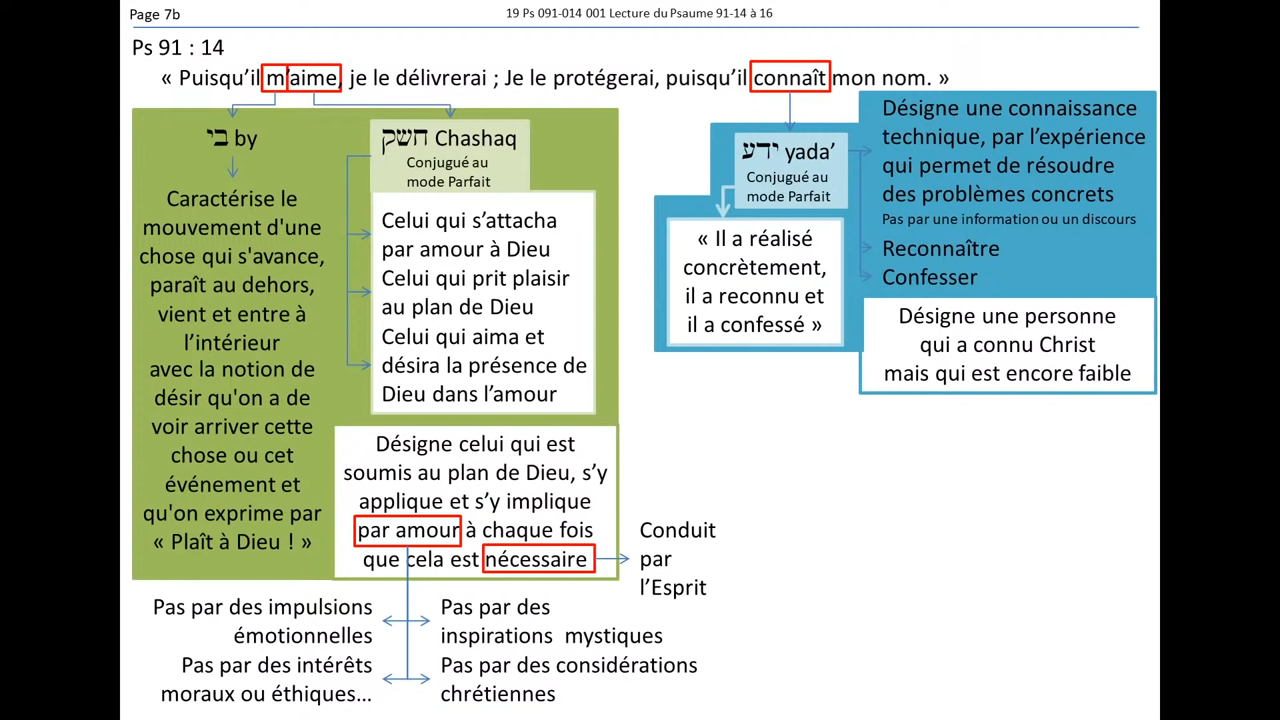 Page 7b
19 Ps 091-014 001 Lecture du Psaume 91-14 à 16
Ps 91 : 14
« Puisqu’il m’aime, je le délivrerai ; Je le protégerai, puisqu’il connaît mon nom. »
בי by
Caractérise le
mouvement d'une
chose qui s'avance,
paraît au dehors,
vient et entre à
l’intérieur
avec la notion de
désir qu'on a de
voir arriver cette
chose ou cet
événement et
qu'on exprime par
« Plaît à Dieu ! »
חשק Chashaq
Conjugué au
mode Parfait
Celui qui s’attacha
par amour à Dieu
Celui qui prit plaisir
au plan de Dieu
Celui qui aima et
désira la présence de
Dieu dans l’amour
Désigne celui qui est
soumis au plan de Dieu, s’y
applique et s’y implique
par amour à chaque fois
que cela est nécessaire
Conduit
par
l’Esprit
Pas par des impulsions
émotionnelles
Pas par des intérêts
moraux ou éthiques…
Pas par des
inspirations mystiques
Pas par des considérations
chrétiennes
ידע yada’
Conjugué au
mode Parfait
« Il a réalisé
concrètement,
il a reconnu et
il a confessé »
Désigne une connaissance
technique, par l’expérience
qui permet de résoudre
des problèmes concrets
Pas par une information ou un discours
Reconnaître
Confesser
Désigne une personne
qui a connu Christ
mais qui est encore faible